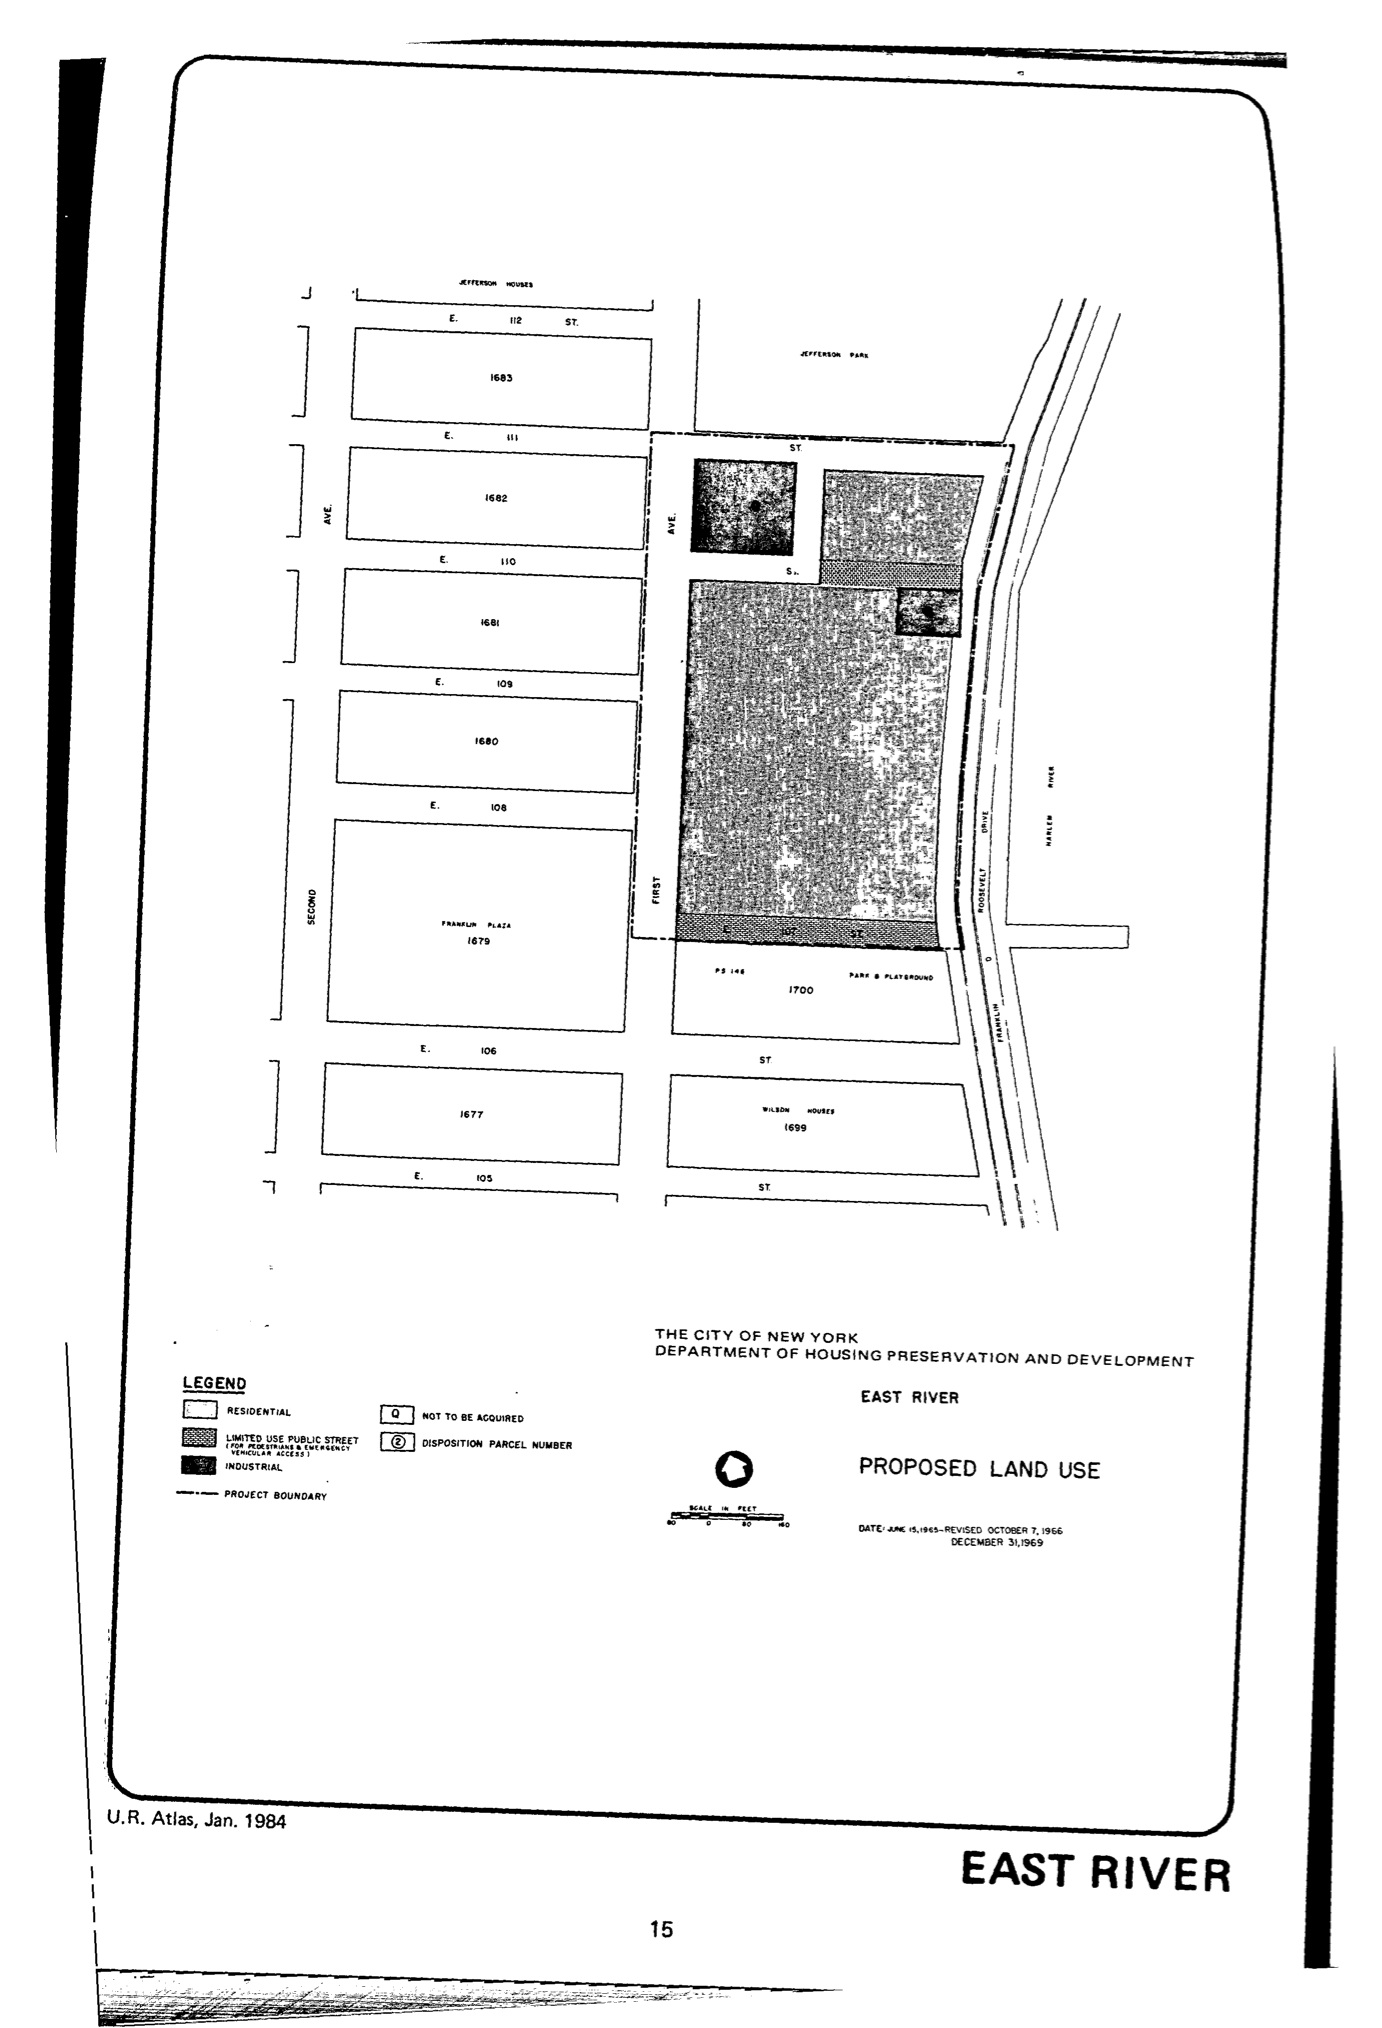 JEFFERSON HOUSES
E. 112 ST.
1683
JEFFERSON PARK
E. 111 ST.
1682
AVE.
AVE.
E. 110
1681
E. 109
1680
E. 108
SECOND
FIRST
FRANKLIN PLAZA
1679
E. 107 ST.
HARLEM RIVER
FRANKLIN D ROOSEVELT DRIVE
PS 146 PARK & PLAYGROUND
1700
E. 106 ST.
1677
WILSON HOUSES
1699
E. 105 ST.
THE CITY OF NEW YORK
DEPARTMENT OF HOUSING PRESERVATION AND DEVELOPMENT
LEGEND
RESIDENTIAL
LIMITED USE PUBLIC STREET
(FOR PEDESTRIANS & EMERGENCY
VEHICULAR ACCESS)
INDUSTRIAL
PROJECT BOUNDARY
Q NOT TO BE ACQUIRED
2 DISPOSITION PARCEL NUMBER
EAST RIVER
PROPOSED LAND USE
SCALE IN FEET
80 0 80 160
DATE: JUNE 15, 1965-REVISED OCTOBER 7, 1966
DECEMBER 31, 1969
U.R. Atlas, Jan. 1984
EAST RIVER
15